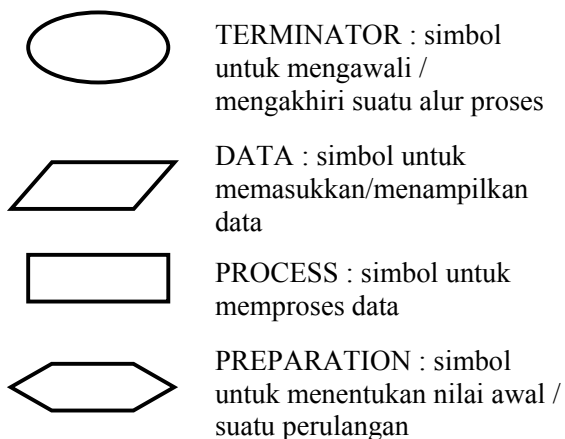 TERMINATOR : simbol
untuk mengawali /
mengakhiri suatu alur proses
DATA : simbol untuk
memasukkan/menampilkan
data
PROCESS : simbol untuk
memproses data
PREPARATION : simbol
untuk menentukan nilai awal /
suatu perulangan